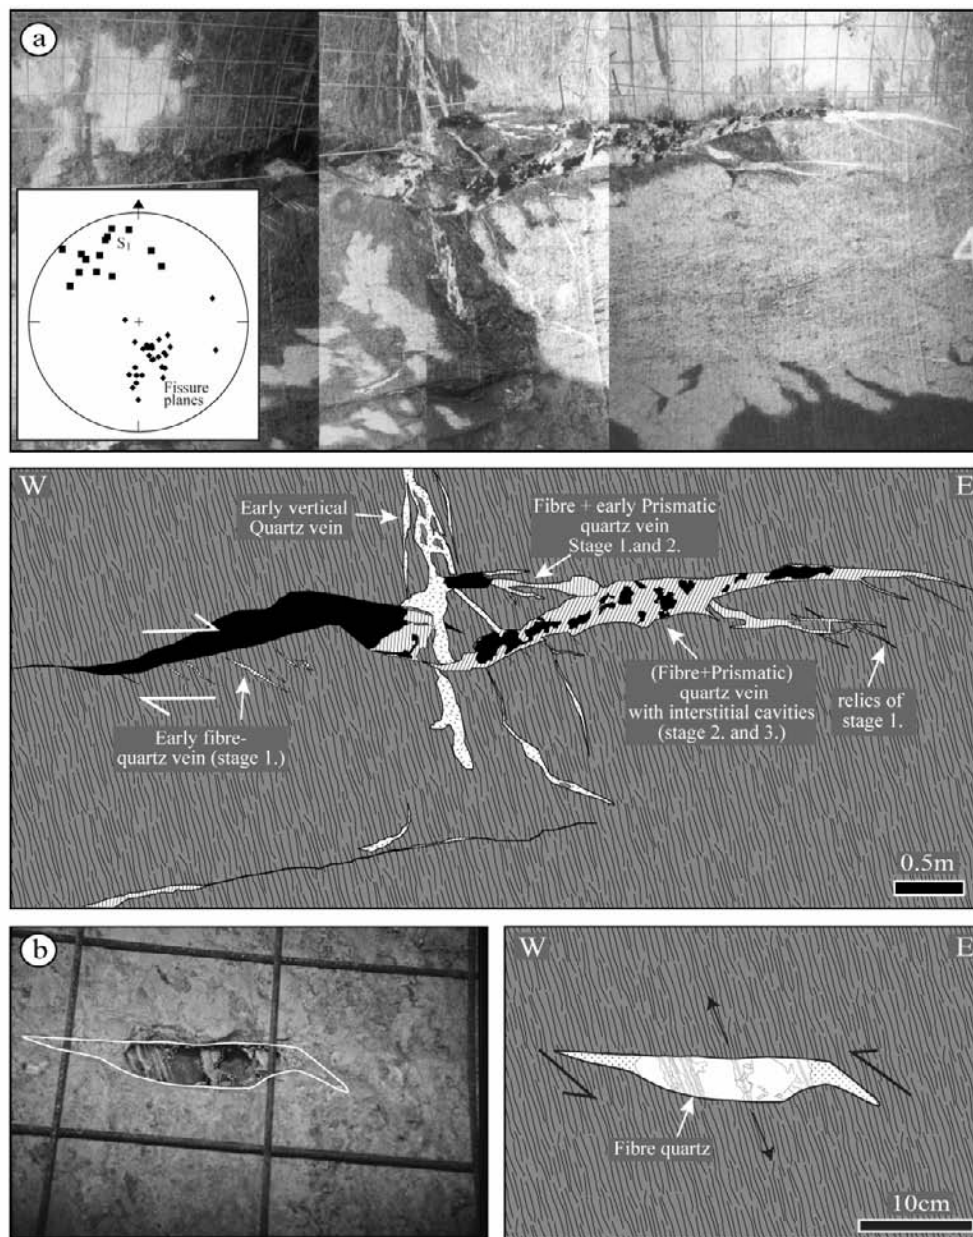 a
S1
Fissure
planes
W
E
Early vertical
Quartz vein
Fibre + early Prismatic
quartz vein
Stage 1.and 2.
(Fibre+Prismatic)
quartz vein
with interstitial cavities
(stage 2. and 3.)
relics of
stage 1.
Early fibre-
quartz vein (stage 1.)
0.5m
b
W
E
Fibre quartz
10cm